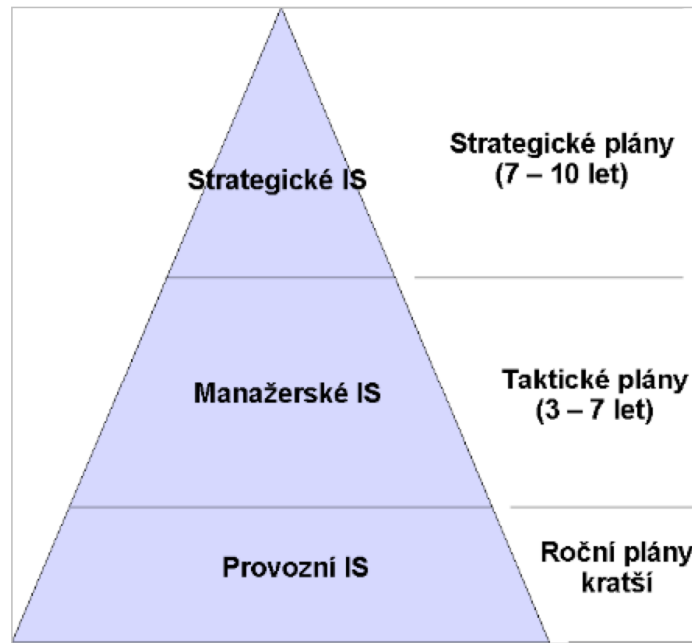 Strategické IS
Strategické plány
(7 – 10 let)
Manažerské IS
Taktické plány
(3 – 7 let)
Provozní IS
Roční plány
kratší